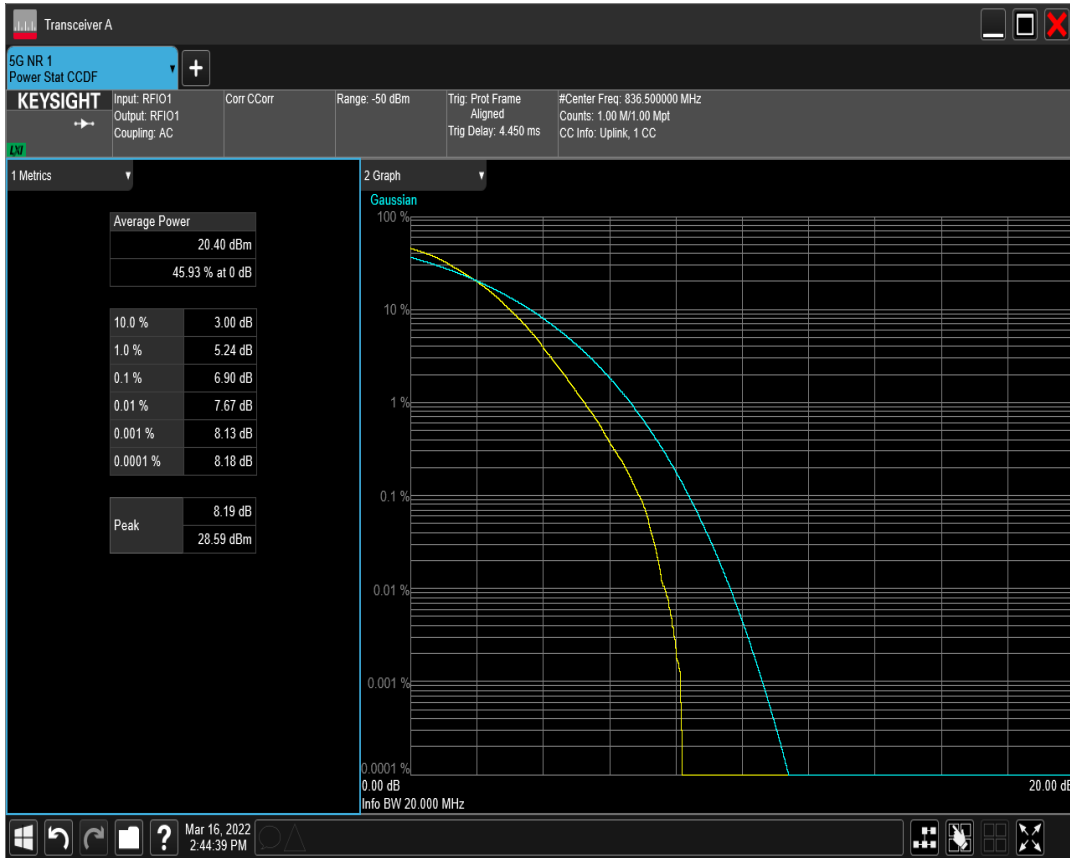 Transceiver A
5G NR 1
Power Stat CCDF
KEYSIGHT
LXI
Input: RFIO1
Output: RFIO1
Coupling: AC
Corr CCorr
Range: -50 dBm
Trig: Prot Frame
Aligned
Trig Delay: 4.450 ms
#Center Freq: 836.500000 MHz
Counts: 1.00 M/1.00 Mpt
CC Info: Uplink, 1 CC
1 Metrics
Average Power
20.40 dBm
45.93 % at 0 dB
10.0 % 3.00 dB
1.0 % 5.24 dB
0.1 % 6.90 dB
0.01 % 7.67 dB
0.001 % 8.13 dB
0.0001 % 8.18 dB
Peak
8.19 dB
28.59 dBm
2 Graph
Gaussian
100 %
10 %
1 %
0.1 %
0.01 %
0.001 %
0.0001 %
0.00 dB
20.00 dB
Info BW 20.000 MHz
?
Mar 16, 2022
2:44:39 PM